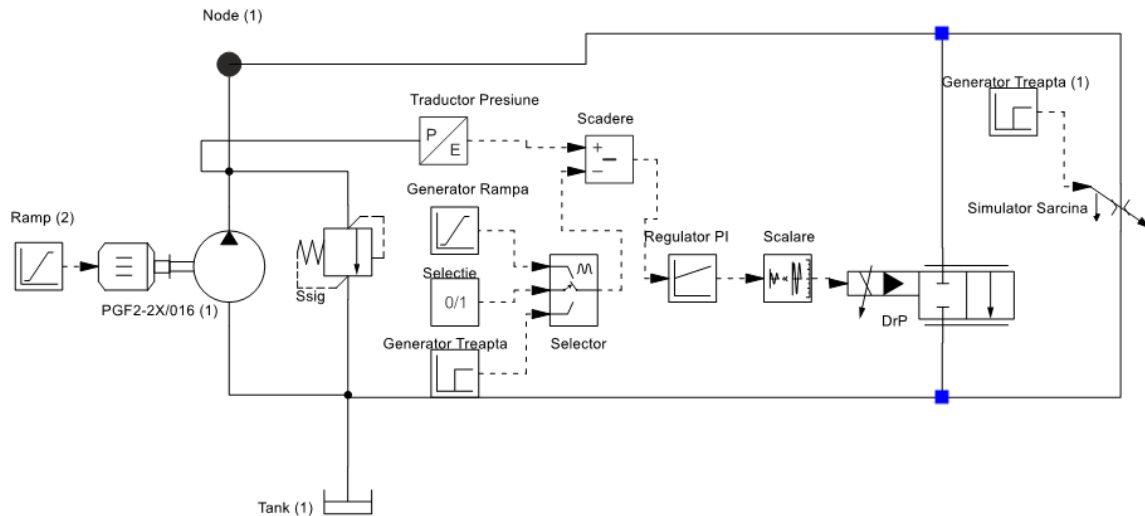 Node (1)
Traductor Presiune
P
E
Scadere
+
−
−
Generator Treapta (1)
Generator Rampa
Ramp (2)
PGF2-2X/016 (1)
Ssig
Selectie
0/1
Generator Treapta
Selector
Regulator PI
Scalare
Simulator Sarcina
DrP
Tank (1)